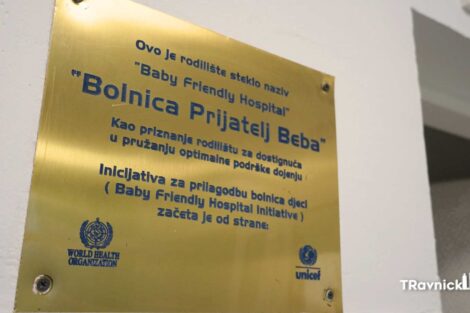 Ovo je rodilište steklo naziv
"Baby Friendly Hospital"
"Bolnica Prijatelj Beba"
Kao priznanje rodilištu za dostignuća
u pružanju optimalne podrške dojenju
Inicijativa za prilagodbu bolnica djeci
( Baby Friendly Hospital Initiative )
začeta je od strane:
WORLD HEALTH
ORGANIZATION
unicef
TRavnick